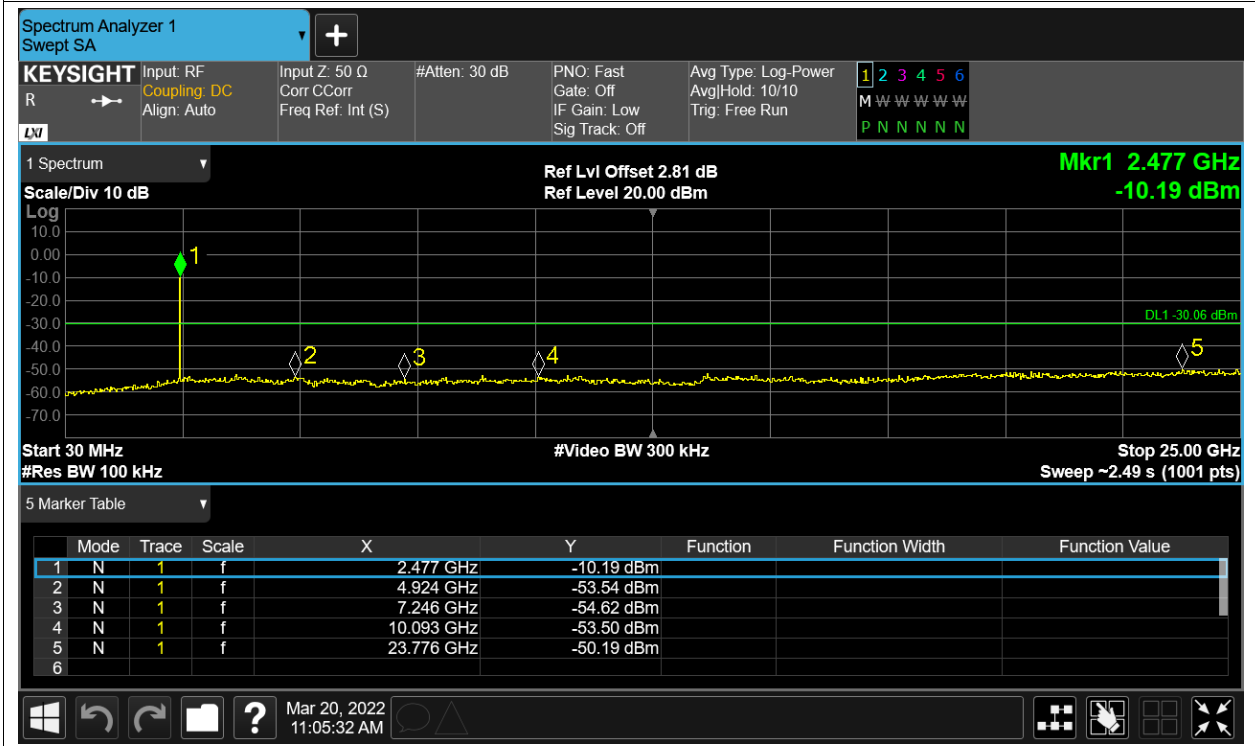 Spectrum Analyzer 1
Swept SA
+
KEYSIGHT
R
LXI
Input: RF
Coupling: DC
Align: Auto
Input Z: 50 Ω
Corr CCorr
Freq Ref: Int (S)
#Atten: 30 dB
PNO: Fast
Gate: Off
IF Gain: Low
Sig Track: Off
Avg Type: Log-Power
Avg|Hold: 10/10
Trig: Free Run
1 2 3 4 5 6
M W W W W W
P N N N N N
1 Spectrum
Scale/Div 10 dB
Ref Lvl Offset 2.81 dB
Ref Level 20.00 dBm
Mkr1 2.477 GHz
-10.19 dBm
Log
10.0
0.00
-10.0
-20.0
-30.0
-40.0
-50.0
-60.0
-70.0
1
2
3
4
5
DL1 -30.06 dBm
Start 30 MHz
#Res BW 100 kHz
#Video BW 300 kHz
Stop 25.00 GHz
Sweep ~2.49 s (1001 pts)
5 Marker Table
Mode Trace Scale X Y Function Function Width Function Value
1 N 1 f 2.477 GHz -10.19 dBm
2 N 1 f 4.924 GHz -53.54 dBm
3 N 1 f 7.246 GHz -54.62 dBm
4 N 1 f 10.093 GHz -53.50 dBm
5 N 1 f 23.776 GHz -50.19 dBm
6
?
Mar 20, 2022
11:05:32 AM